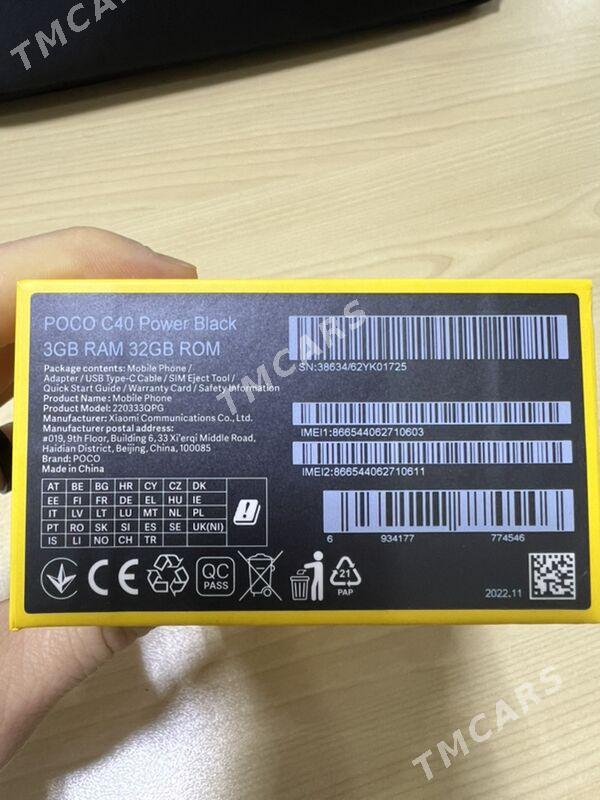 TMCARS
POCO C40 Power Black
3GB RAM 32GB ROM
Package contents: Mobile Phone /
Adapter / USB Type-C Cable / SIM Eject Tool /
Quick Start Guide / Warranty Card / Safety Information
Product Name: Mobile Phone
Product Model: 220333QPG
Manufacturer: Xiaomi Communications Co., Ltd.
Manufacturer postal address:
#019, 9th Floor, Building 6, 33 Xi'erqi Middle Road,
Haidian District, Beijing, China, 100085
Brand: POCO
Made in China
AT BE BG HR CY CZ DK
EE FI FR DE EL HU IE
IT LV LT LU MT NL PL
PT RO SK SI ES SE UK(NI)
IS LI NO CH TR
SN:38634/62YK01725
IMEI1:866544062710603
IMEI2:866544062710611
6 934177 774546
CE
QC
PASS
21
PAP
2022.11
TMCARS
TMCARS